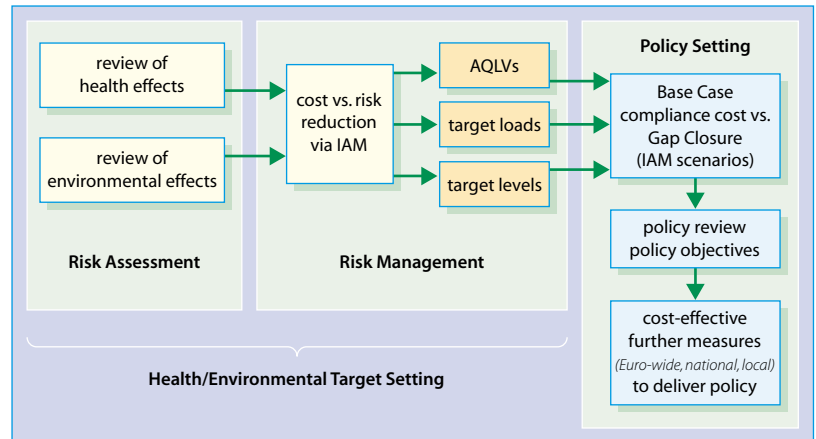 review of
health effects
review of
environmental effects
Risk Assessment
cost vs. risk
reduction
via IAM
AQLVs
target loads
target levels
Risk Management
Health/Environmental Target Setting
Policy Setting
Base Case
compliance cost vs.
Gap Closure
(IAM scenarios)
policy review
policy objectives
cost-effective
further measures
(Euro-wide, national, local)
to deliver policy